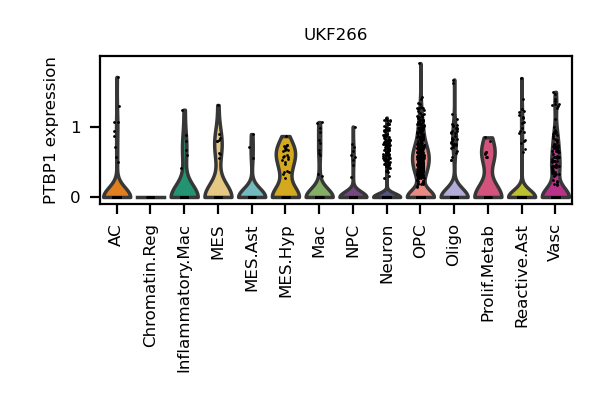 UKF266
PTBP1 expression
1
0
AC
Chromatin.Reg
Inflammatory.Mac
MES
MES.Ast
MES.Hyp
Mac
NPC
Neuron
OPC
Oligo
Prolif.Metab
Reactive.Ast
Vasc